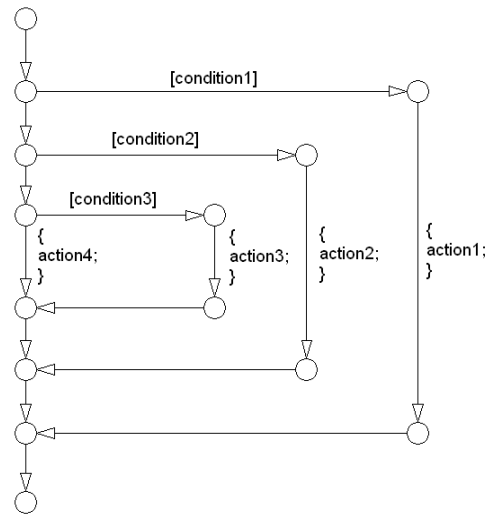 [condition1]
[condition2]
[condition3]
{
action4;
}
{
action3;
}
{
action2;
}
{
action1;
}